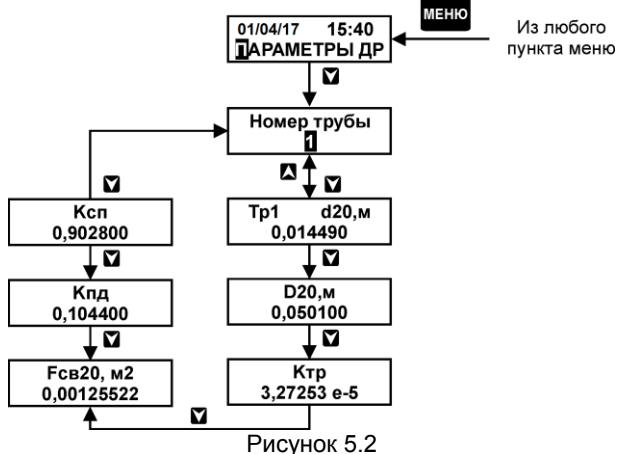 МЕНЮ
01/04/17 15:40
ПАРАМЕТРЫ ДР
Из любого
пункта меню
Номер трубы
1
Ксп
0,902800
Тр1 d20,м
0,014490
Кпд
0,104400
D20,м
0,050100
Fсв20, м2
0,00125522
Ктр
3,27253 е-5
Рисунок 5.2